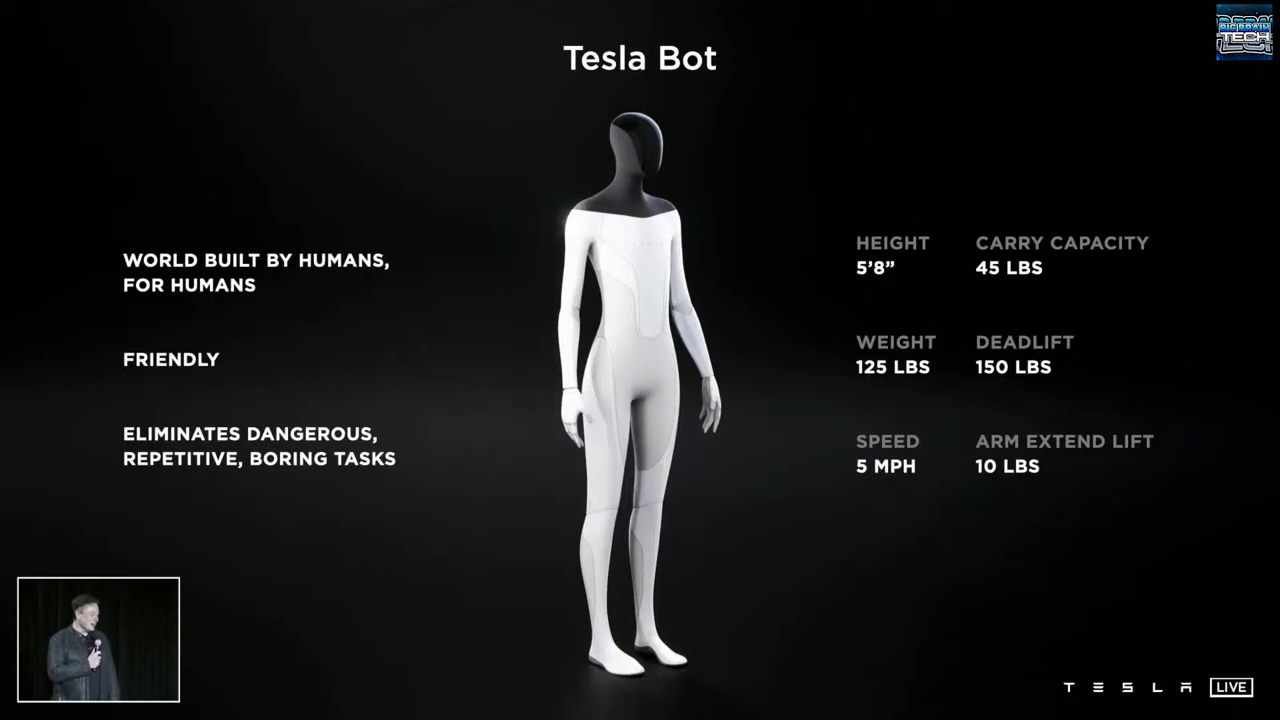 BIG BRAIN
TECH
Tesla Bot
WORLD BUILT BY HUMANS,
FOR HUMANS
FRIENDLY
ELIMINATES DANGEROUS,
REPETITIVE, BORING TASKS
HEIGHT
5’8”
CARRY CAPACITY
45 LBS
WEIGHT
125 LBS
DEADLIFT
150 LBS
SPEED
5 MPH
ARM EXTEND LIFT
10 LBS
TESLA LIVE